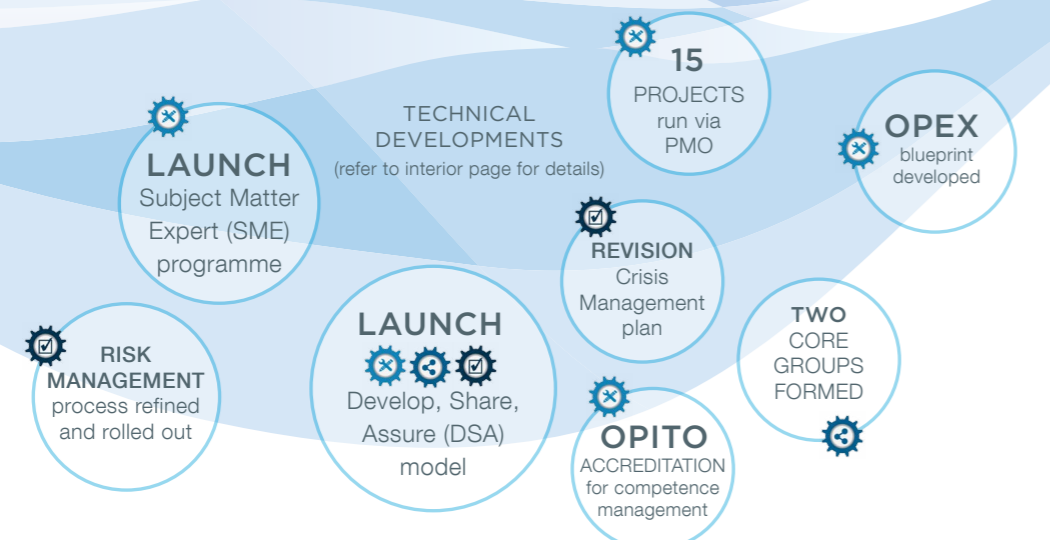 15
PROJECTS
run via
PMO
TECHNICAL
DEVELOPMENTS
(refer to interior page for details)
OPEX
blueprint
developed
LAUNCH
Subject Matter
Expert (SME)
programme
REVISION
Crisis
Management
plan
RISK
MANAGEMENT
process refined
and rolled out
LAUNCH
Develop, Share,
Assure (DSA)
model
TWO
CORE
GROUPS
FORMED
OPITO
ACCREDITATION
for competence
management